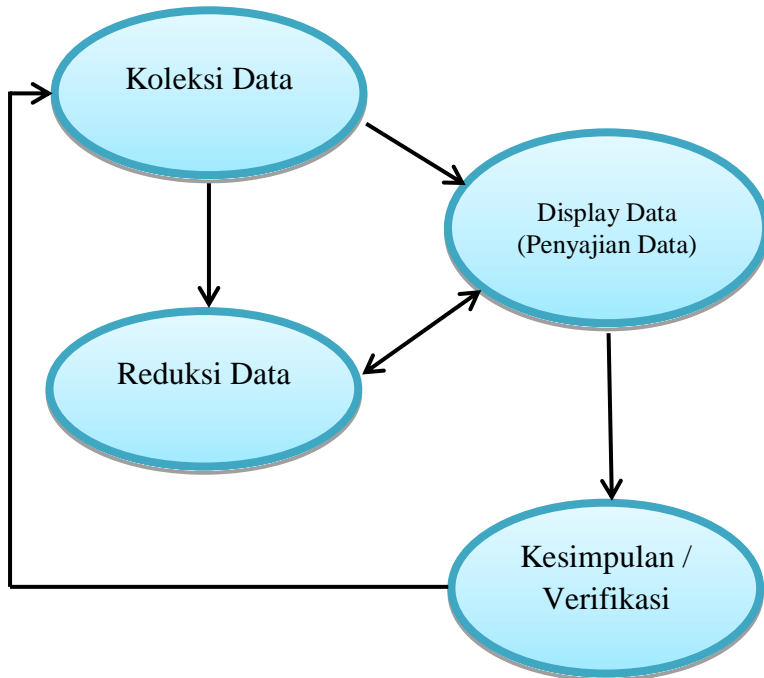 Koleksi Data
Display Data
(Penyajian Data)
Reduksi Data
Kesimpulan /
Verifikasi